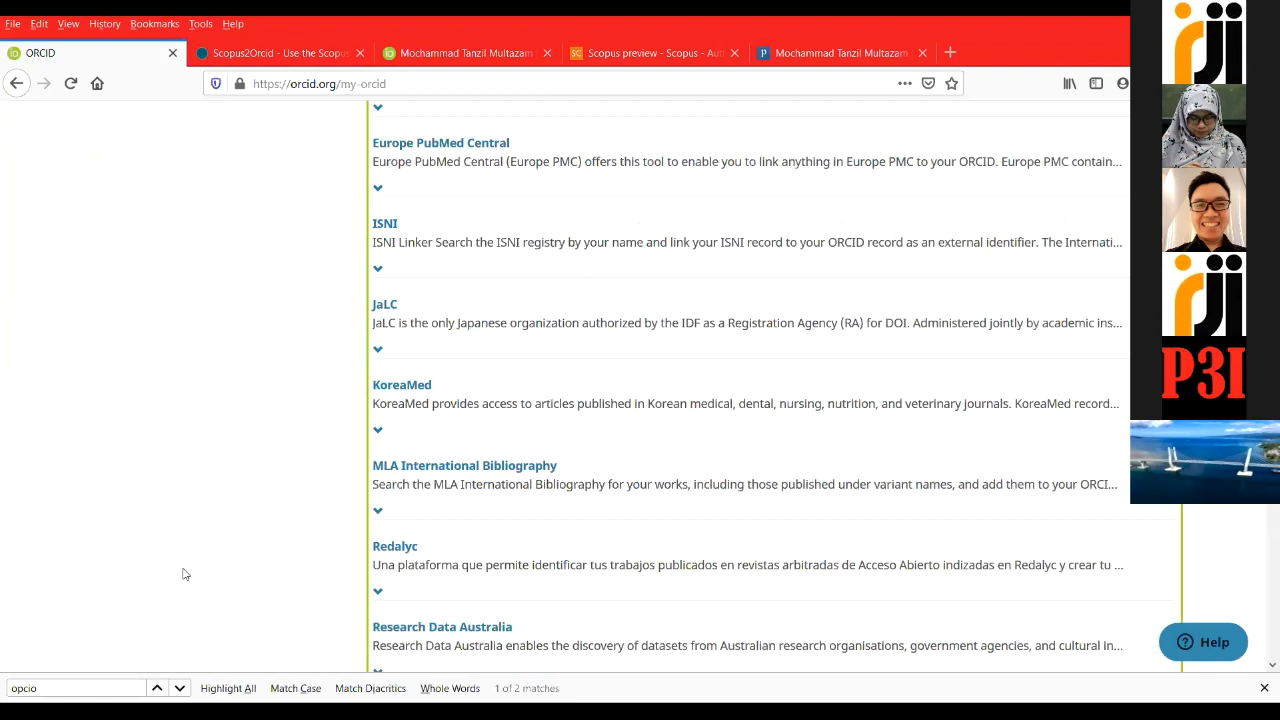 File Edit View History Bookmarks Tools Help
ORCID
Scopus2Orcid - Use the Scopus
Mochammad Tanzil Multazam
Scopus preview - Scopus - Aut
Mochammad Tanzil Multazam
https://orcid.org/my-orcid
Europe PubMed Central
Europe PubMed Central (Europe PMC) offers this tool to enable you to link anything in Europe PMC to your ORCID. Europe PMC contain...
ISNI
ISNI Linker Search the ISNI registry by your name and link your ISNI record to your ORCID record as an external identifier. The Internati...
JaLC
JaLC is the only Japanese organization authorized by the IDF as a Registration Agency (RA) for DOI. Administered jointly by academic ins...
KoreaMed
KoreaMed provides access to articles published in Korean medical, dental, nursing, nutrition, and veterinary journals. KoreaMed record...
MLA International Bibliography
Search the MLA International Bibliography for your works, including those published under variant names, and add them to your ORCI...
Redalyc
Una plataforma que permite identificar tus trabajos publicados en revistas arbitradas de Acceso Abierto indizadas en Redalyc y crear tu ...
Research Data Australia
Research Data Australia enables the discovery of datasets from Australian research organisations, government agencies, and cultural in...
Help
opcio
Highlight All Match Case Match Diacritics Whole Words 1 of 2 matches
rji
rji
P3I